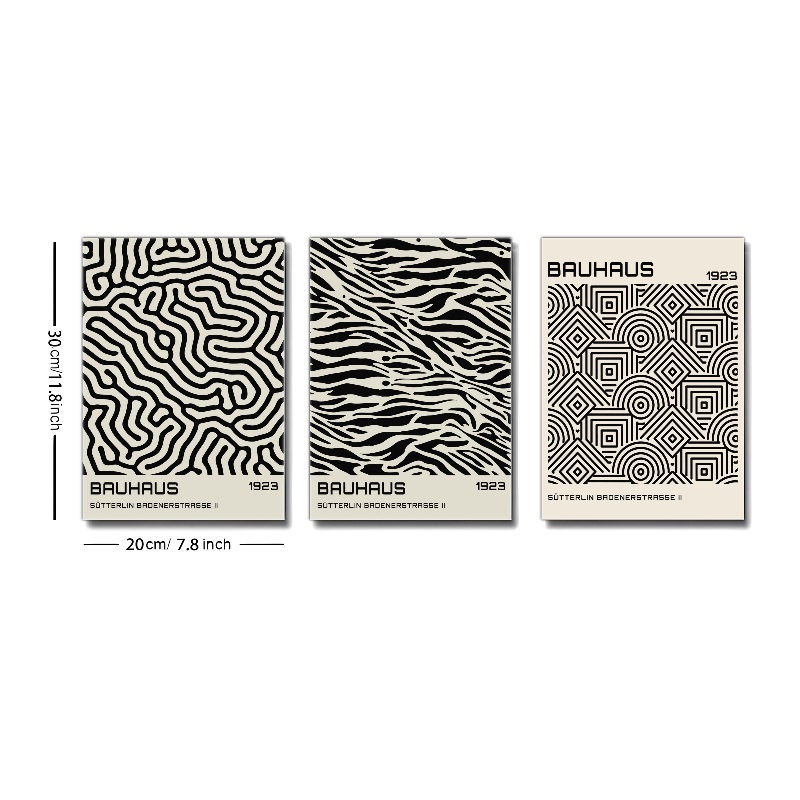 30cm/11.8inch
BAUHAUS 1923
SÜTTERLIN BADENERSTRASSE II
BAUHAUS 1923
SÜTTERLIN BADENERSTRASSE II
BAUHAUS
1923
SÜTTERLIN BADENERSTRASSE II
20cm/ 7.8 inch